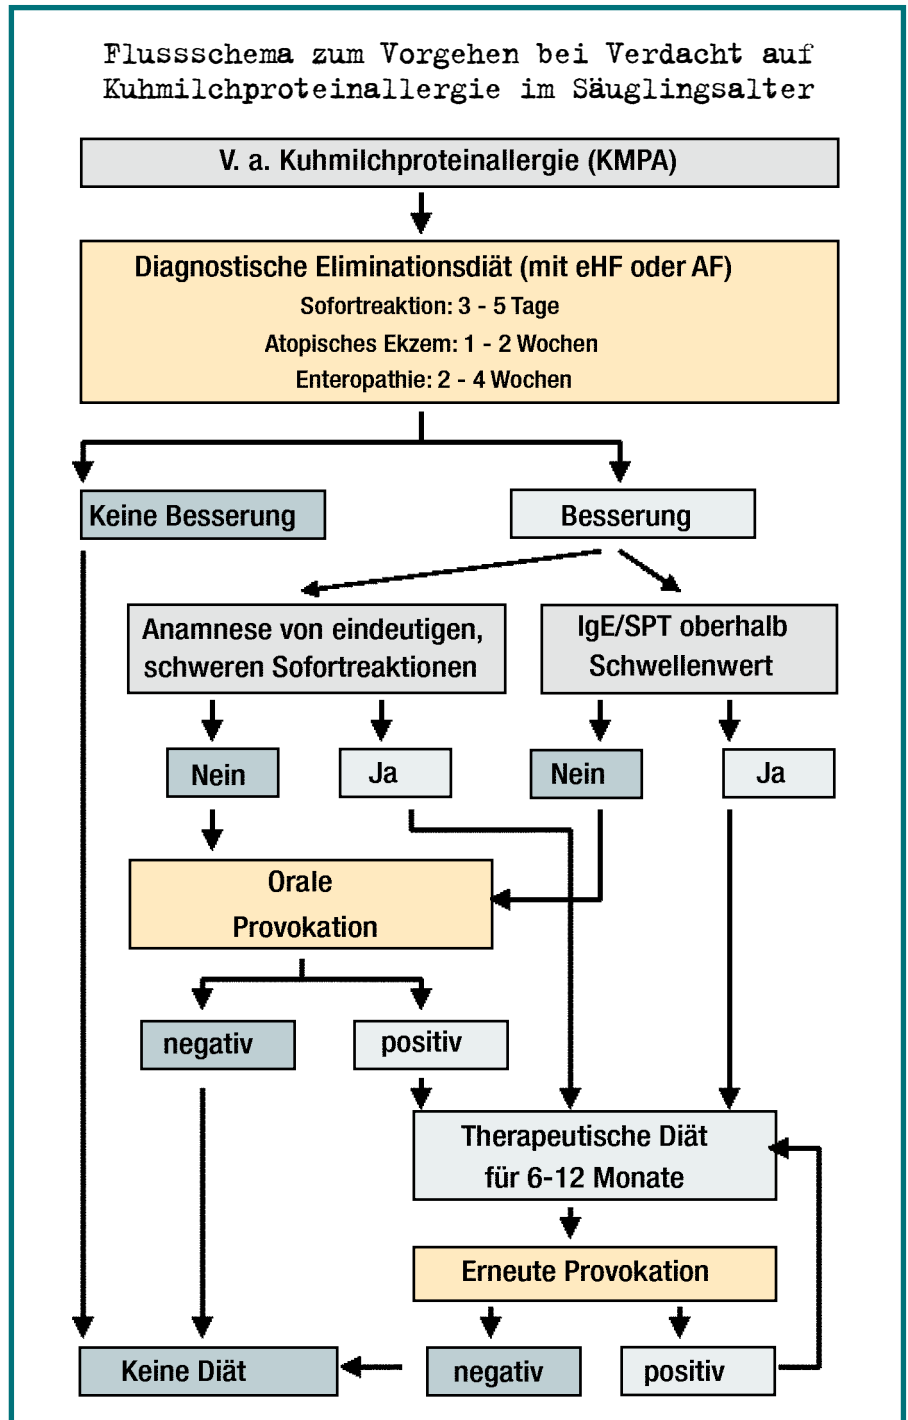 Flussschema zum Vorgehen bei Verdacht auf
Kuhmilchproteinallergie im Säuglingsalter
V. a. Kuhmilchproteinallergie (KMPA)
Diagnostische Eliminationsdiät (mit eHF oder AF)
Sofortreaktion: 3 - 5 Tage
Atopisches Ekzem: 1 - 2 Wochen
Enteropathie: 2 - 4 Wochen
Keine Besserung
Besserung
Anamnese von eindeutigen,
schweren Sofortreaktionen
IgE/SPT oberhalb
Schwellenwert
Nein
Ja
Nein
Ja
Orale
Provokation
negativ
positiv
Therapeutische Diät
für 6-12 Monate
Erneute Provokation
Keine Diät
negativ
positiv